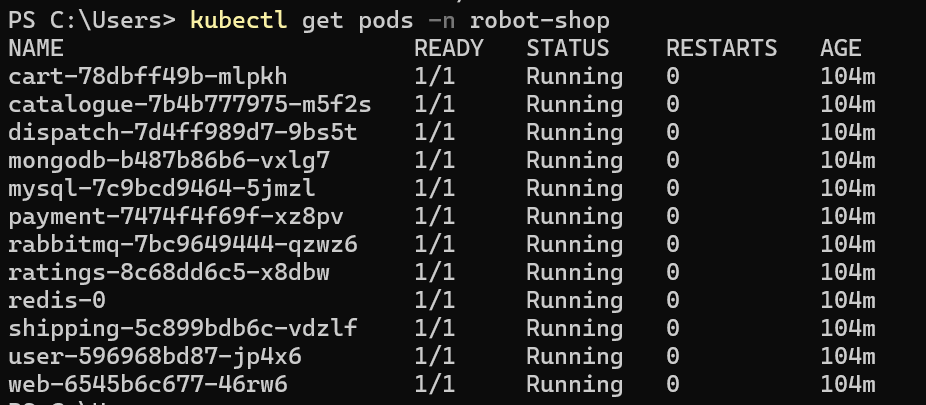 PS C:\Users> kubectl get pods -n robot-shop
NAME READY STATUS RESTARTS AGE
cart-78dbff49b-mlpkh 1/1 Running 0 104m
catalogue-7b4b777975-m5f2s 1/1 Running 0 104m
dispatch-7d4ff989d7-9bs5t 1/1 Running 0 104m
mongodb-b487b86b6-vxlg7 1/1 Running 0 104m
mysql-7c9bcd9464-5jmzl 1/1 Running 0 104m
payment-7474f4f69f-xz8pv 1/1 Running 0 104m
rabbitmq-7bc9649444-qzwz6 1/1 Running 0 104m
ratings-8c68dd6c5-x8dbw 1/1 Running 0 104m
redis-0 1/1 Running 0 104m
shipping-5c899bdb6c-vdzlf 1/1 Running 0 104m
user-596968bd87-jp4x6 1/1 Running 0 104m
web-6545b6c677-46rw6 1/1 Running 0 104m